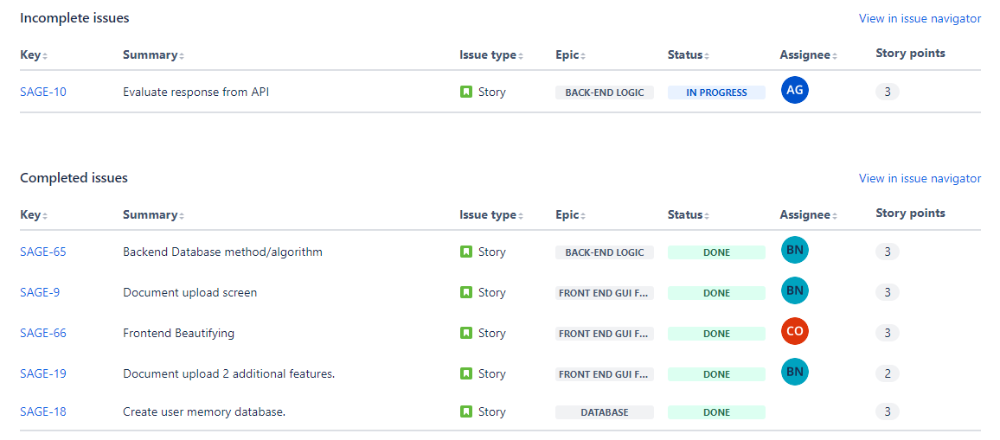 Incomplete issues View in issue navigator
Key Summary Issue type Epic Status Assignee Story points
SAGE-10 Evaluate response from API Story BACK-END LOGIC IN PROGRESS AG 3
Completed issues View in issue navigator
Key Summary Issue type Epic Status Assignee Story points
SAGE-65 Backend Database method/algorithm Story BACK-END LOGIC DONE BN 3
SAGE-9 Document upload screen Story FRONT END GUI F... DONE BN 3
SAGE-66 Frontend Beautifying Story FRONT END GUI F... DONE CO 3
SAGE-19 Document upload 2 additional features. Story FRONT END GUI F... DONE BN 2
SAGE-18 Create user memory database. Story DATABASE DONE 3